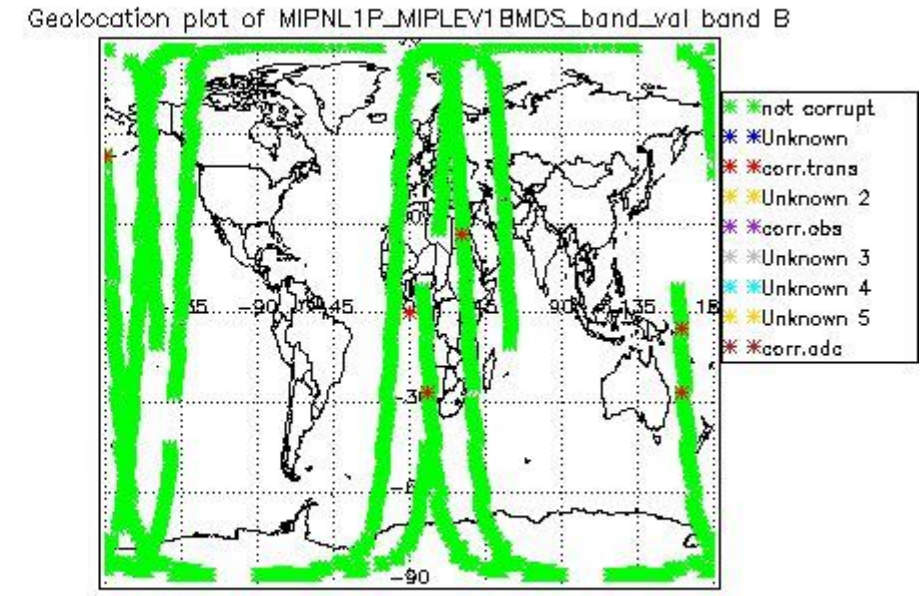 Geolocation plot of MIPNL1P_MIPLEV1BMDS_band_val band B
not corrupt
Unknown
corr.trans
Unknown 2
corr.obs
Unknown 3
Unknown 4
Unknown 5
corr.adc
-90
-45
45
90
135
-90